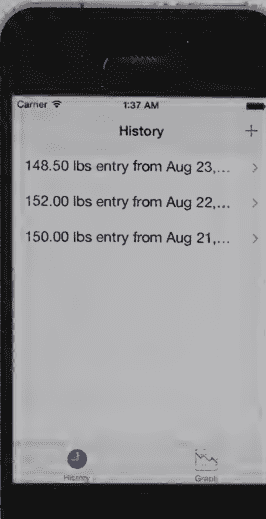 Carrier 1:37 AM
History +
148.50 lbs entry from Aug 23,... >
152.00 lbs entry from Aug 22,... >
150.00 lbs entry from Aug 21,... >
History Graph